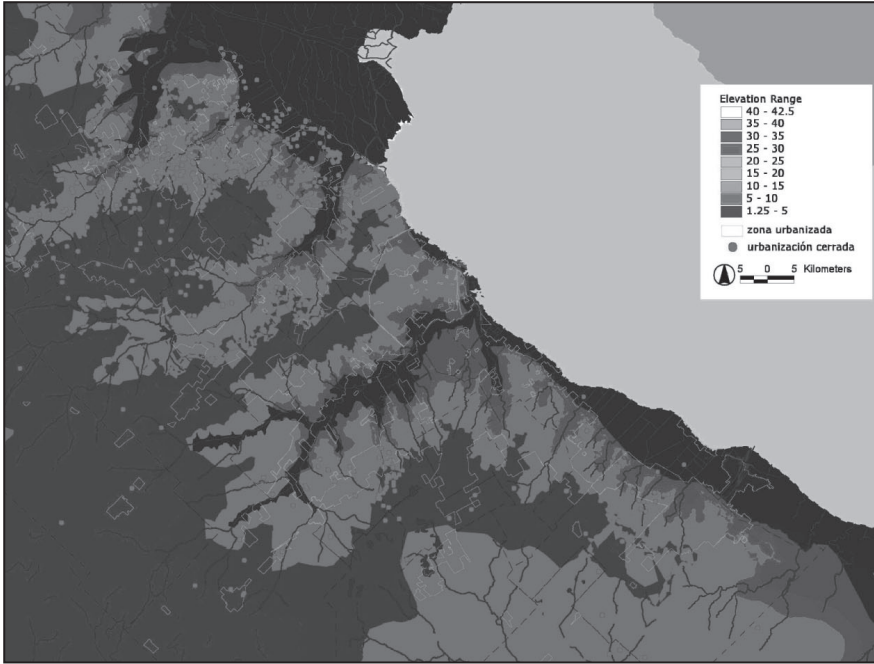 Elevation Range
40 - 42.5
35 - 40
30 - 35
25 - 30
20 - 25
15 - 20
10 - 15
5 - 10
1.25 - 5
zona urbanizada
urbanización cerrada
5 0 5 Kilometers